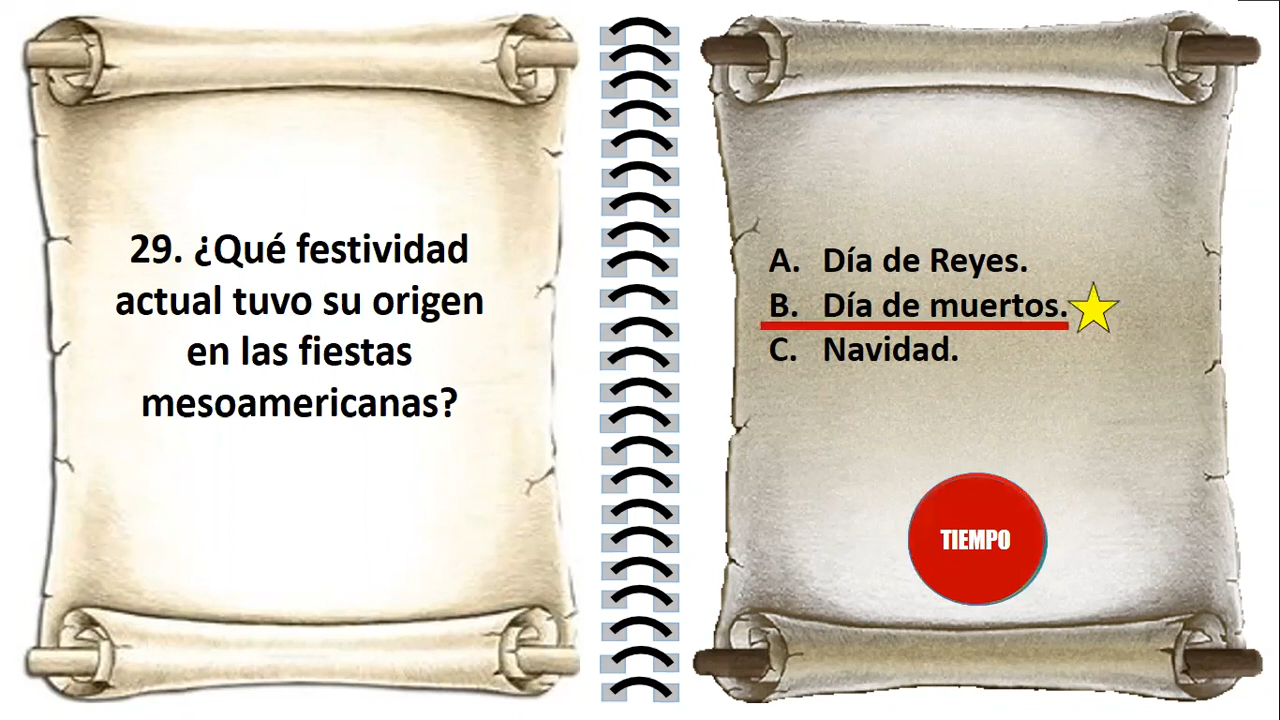 29. ¿Qué festividad
actual tuvo su origen
en las fiestas
mesoamericanas?
A. Día de Reyes.
B. Día de muertos.
C. Navidad.
TIEMPO